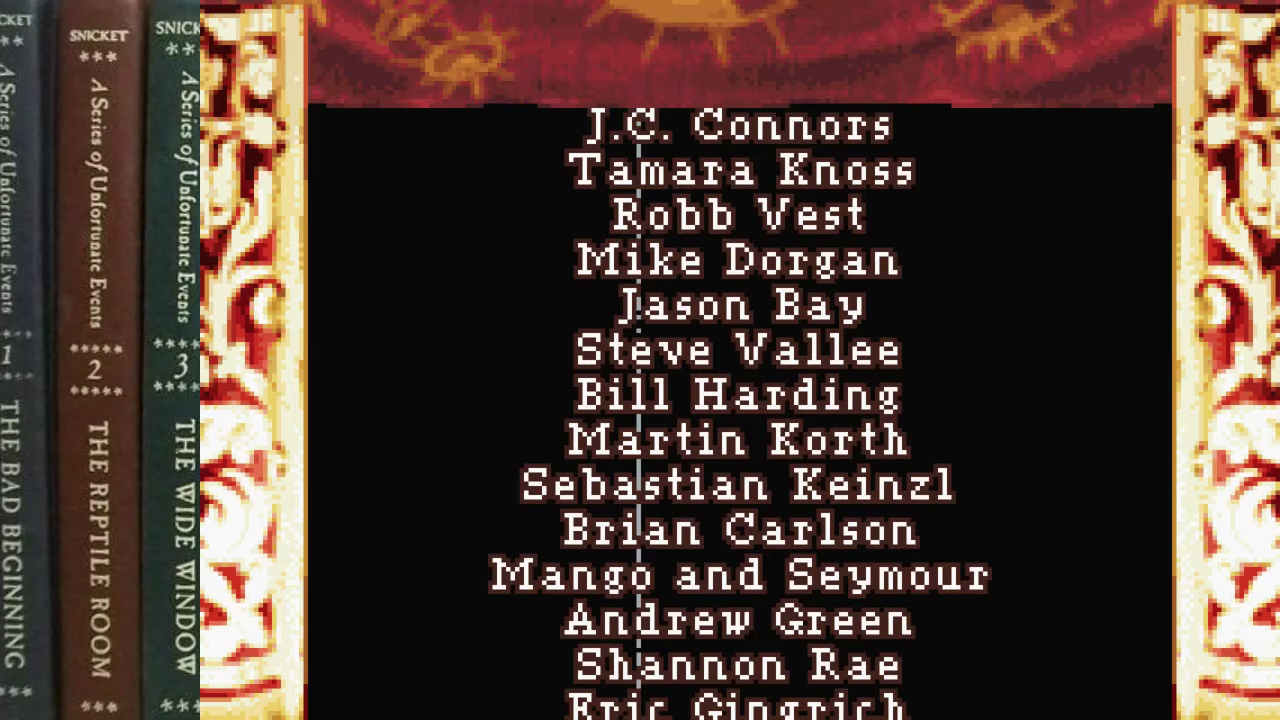 SNICKET
A Series of Unfortunate Events
1
THE BAD BEGINNING
SNICKET
A Series of Unfortunate Events
2
THE REPTILE ROOM
A Series of Unfortunate Events
3
THE WIDE WINDOW
J.C. Connors
Tamara Knoss
Robb Vest
Mike Dorgan
Jason Bay
Steve Vallee
Bill Harding
Martin Korth
Sebastian Keinzl
Brian Carlson
Mango and Seymour
Andrew Green
Shannon Rae
Eric Gingrich